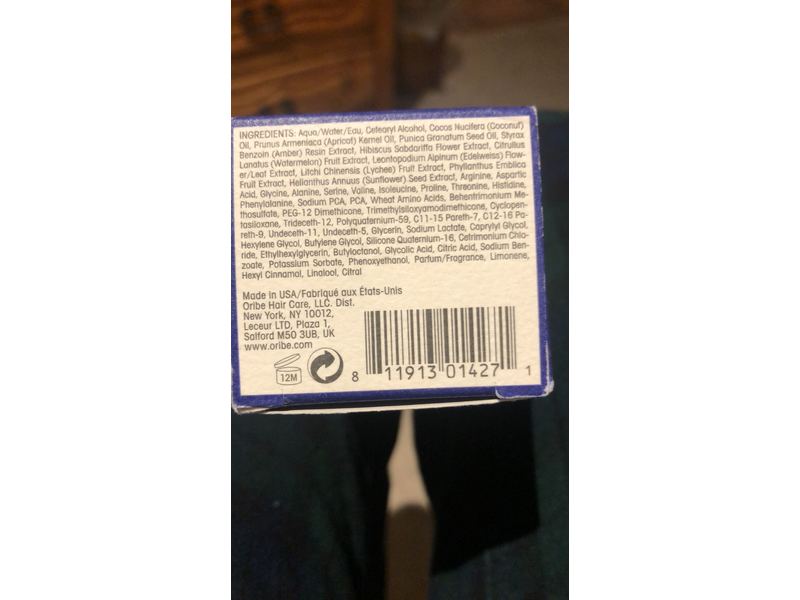 INGREDIENTS: Aqua/Water/Eau, Cetearyl Alcohol, Cocos Nucifera (Coconut)
Oil, Prunus Armeniaca (Apricot) Kernel Oil, Punica Granatum Seed Oil, Styrax
Benzoin (Amber) Resin Extract, Hibiscus Sabdariffa Flower Extract, Citrullus
Lanatus (Watermelon) Fruit Extract, Leontopodium Alpinum (Edelweiss) Flow-
er/Leaf Extract, Litchi Chinensis (Lychee) Fruit Extract, Phyllanthus Emblica
Fruit Extract, Helianthus Annuus (Sunflower) Seed Extract, Arginine, Aspartic
Acid, Glycine, Alanine, Serine, Valine, Isoleucine, Proline, Threonine, Histidine,
Phenylalanine, Sodium PCA, PCA, Wheat Amino Acids, Behentrimonium Me-
thosulfate, PEG-12 Dimethicone, Trimethylsiloxyamodimethicone, Cyclopen-
tasiloxane, Trideceth-12, Polyquaternium-59, C11-15 Pareth-7, C12-16 Pa-
reth-9, Undeceth-11, Undeceth-5, Glycerin, Sodium Lactate, Caprylyl Glycol,
Hexylene Glycol, Butylene Glycol, Silicone Quaternium-16, Cetrimonium Chlo-
ride, Ethylhexylglycerin, Butyloctanol, Glycolic Acid, Citric Acid, Sodium Ben-
zoate, Potassium Sorbate, Phenoxyethanol, Parfum/Fragrance, Limonene,
Hexyl Cinnamal, Linalool, Citral
Made in USA/Fabriqué aux États-Unis
Oribe Hair Care, LLC. Dist.
New York, NY 10012,
Leceur LTD, Plaza 1,
Salford M50 3UB, UK
www.oribe.com
12M
8 11913 01427 1